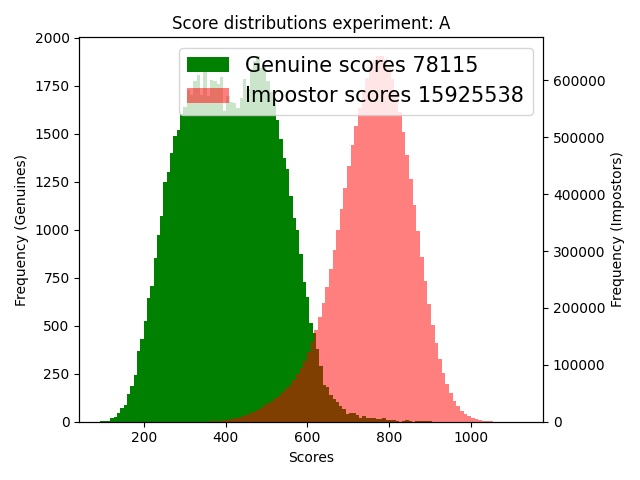 Score distributions experiment: A
Genuine scores 78115
Impostor scores 15925538
Frequency (Genuines)
2000
1750
1500
1250
1000
750
500
250
0
Frequency (Impostors)
600000
500000
400000
300000
200000
100000
0
200 400 600 800 1000
Scores